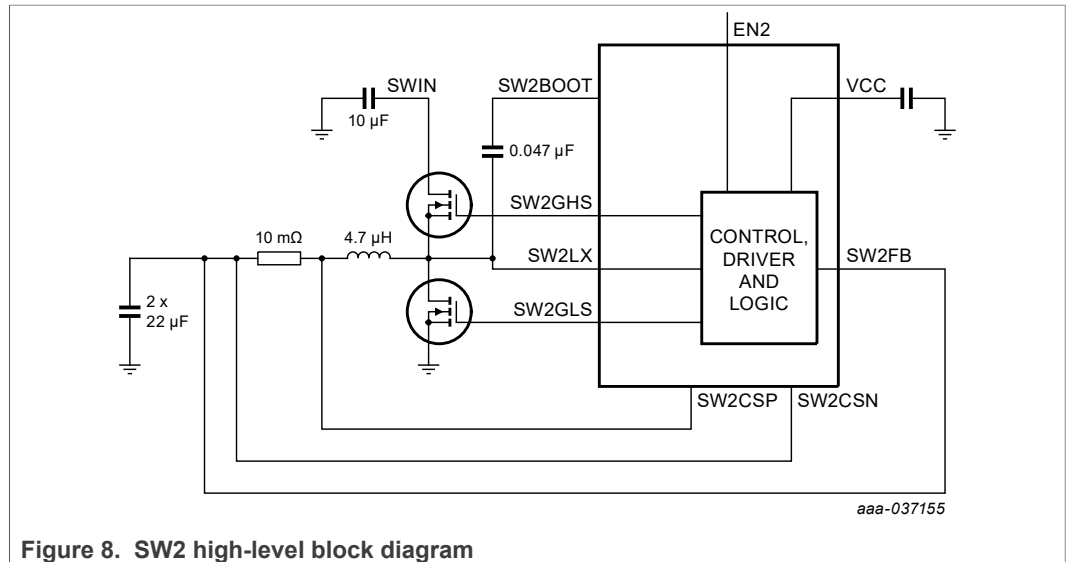 EN2
SWIN
SW2BOOT
VCC
10 µF
0.047 µF
SW2GHS
10 mΩ
4.7 µH
SW2LX
CONTROL,
DRIVER
AND
LOGIC
SW2FB
2 x
22 µF
SW2GLS
SW2CSP
SW2CSN
aaa-037155
Figure 8. SW2 high-level block diagram